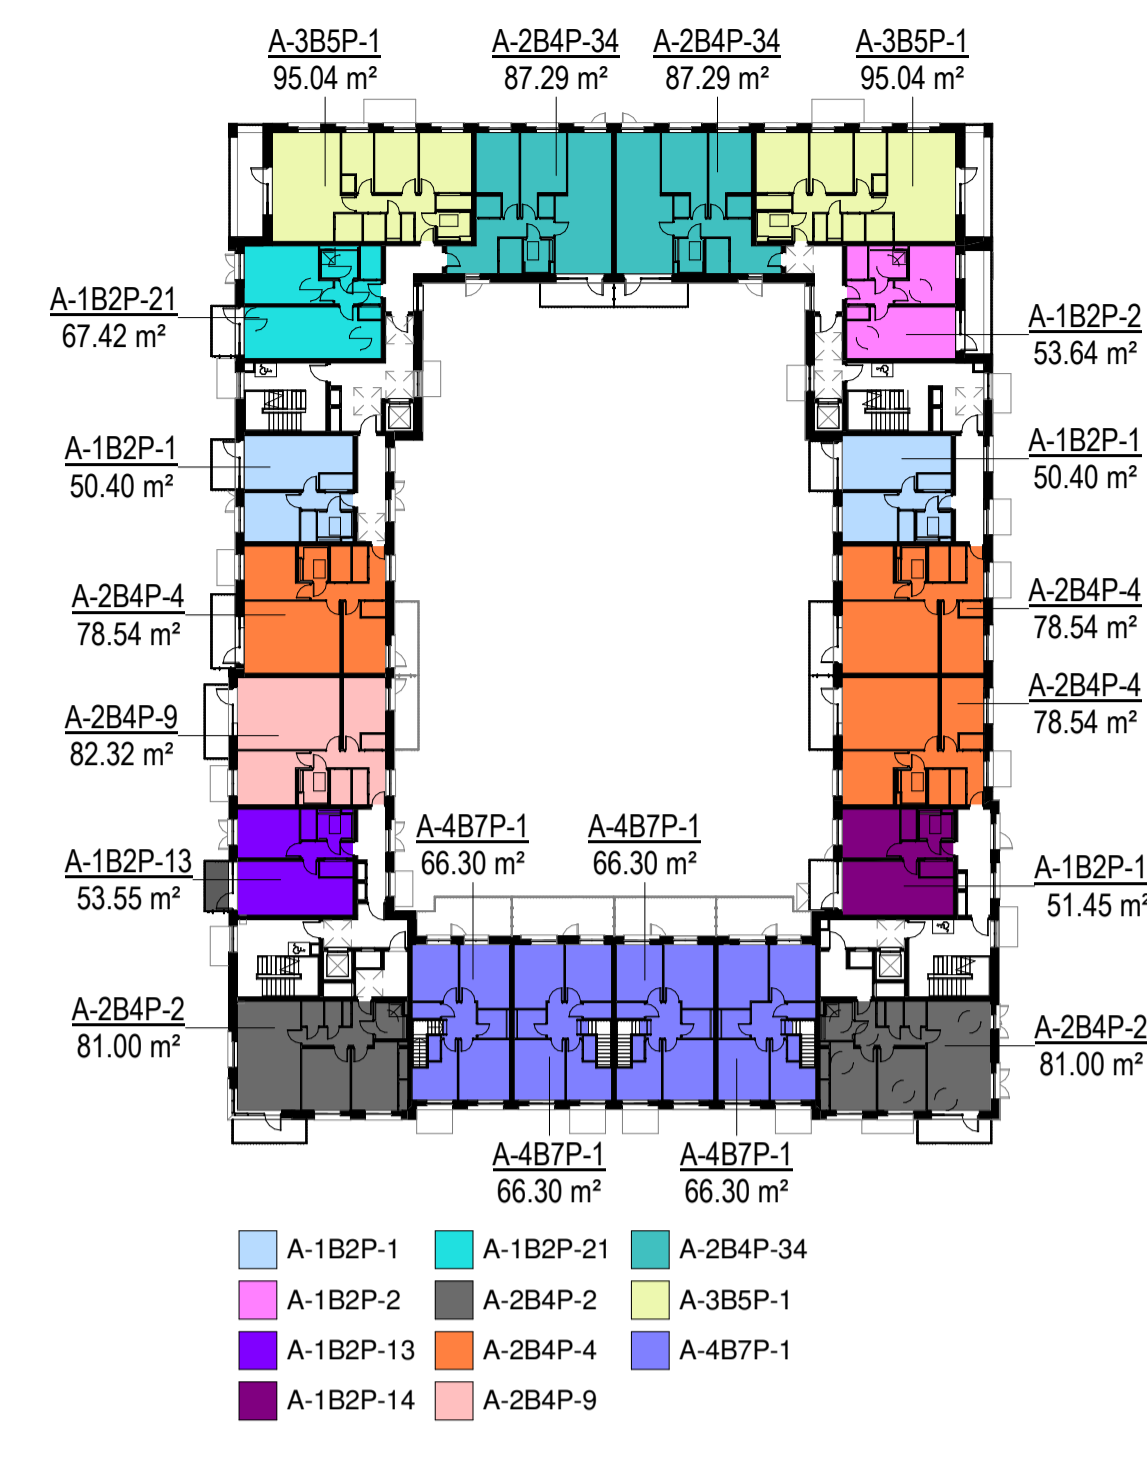 A-3B5P-1
95.04 m²
A-2B4P-34
87.29 m²
A-2B4P-34
87.29 m²
A-3B5P-1
95.04 m²
A-1B2P-21
67.42 m²
A-1B2P-2
53.64 m²
A-1B2P-1
50.40 m²
A-1B2P-1
50.40 m²
A-2B4P-4
78.54 m²
A-2B4P-4
78.54 m²
A-2B4P-9
82.32 m²
A-2B4P-4
78.54 m²
A-4B7P-1
66.30 m²
A-4B7P-1
66.30 m²
A-1B2P-13
53.55 m²
A-1B2P-1
51.45 m²
A-2B4P-2
81.00 m²
A-2B4P-2
81.00 m²
A-4B7P-1
66.30 m²
A-4B7P-1
66.30 m²
A-1B2P-1
A-1B2P-21
A-2B4P-34
A-1B2P-2
A-2B4P-2
A-3B5P-1
A-1B2P-13
A-2B4P-4
A-4B7P-1
A-1B2P-14
A-2B4P-9